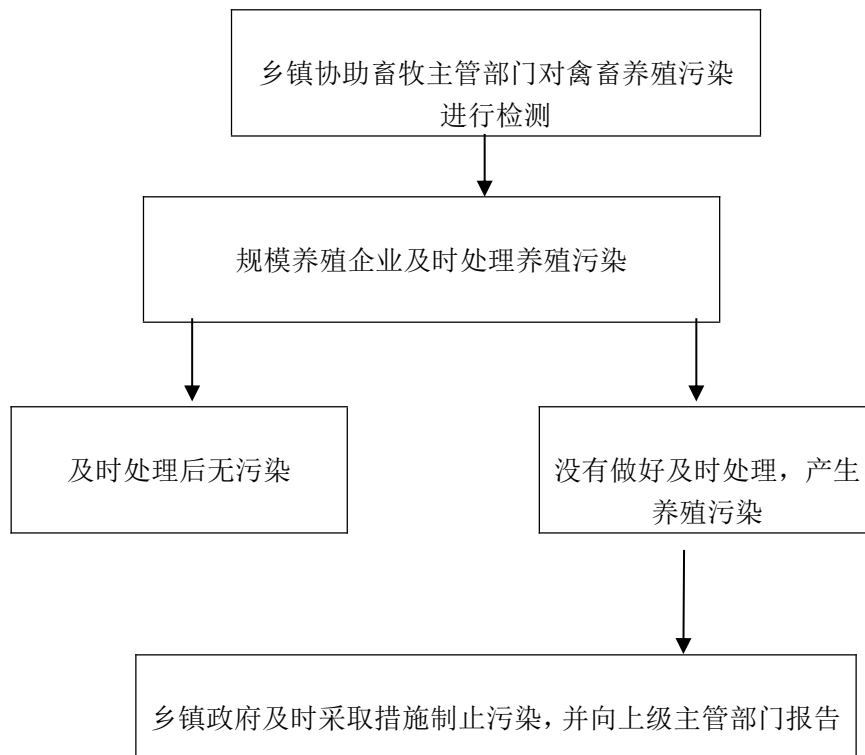 乡镇协助畜牧主管部门对禽畜养殖污染
进行检测
规模养殖企业及时处理养殖污染
及时处理后无污染
没有做好及时处理，产生
养殖污染
乡镇政府及时采取措施制止污染，并向上级主管部门报告